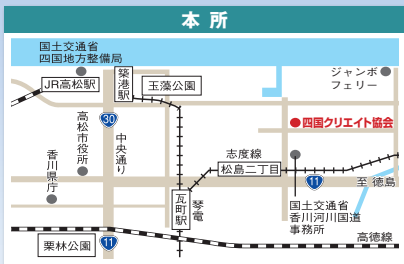 本所
国土交通省
四国地方整備局
JR高松駅
築港駅
玉藻公園
ジャンボ
フェリー
30
高松市役所
中央通り
四国クリエイト協会
志度線
松島二丁目
香川県庁
11
至 徳島
瓦町駅
琴電
国土交通省
香川河川国道
事務所
栗林公園
11
高徳線